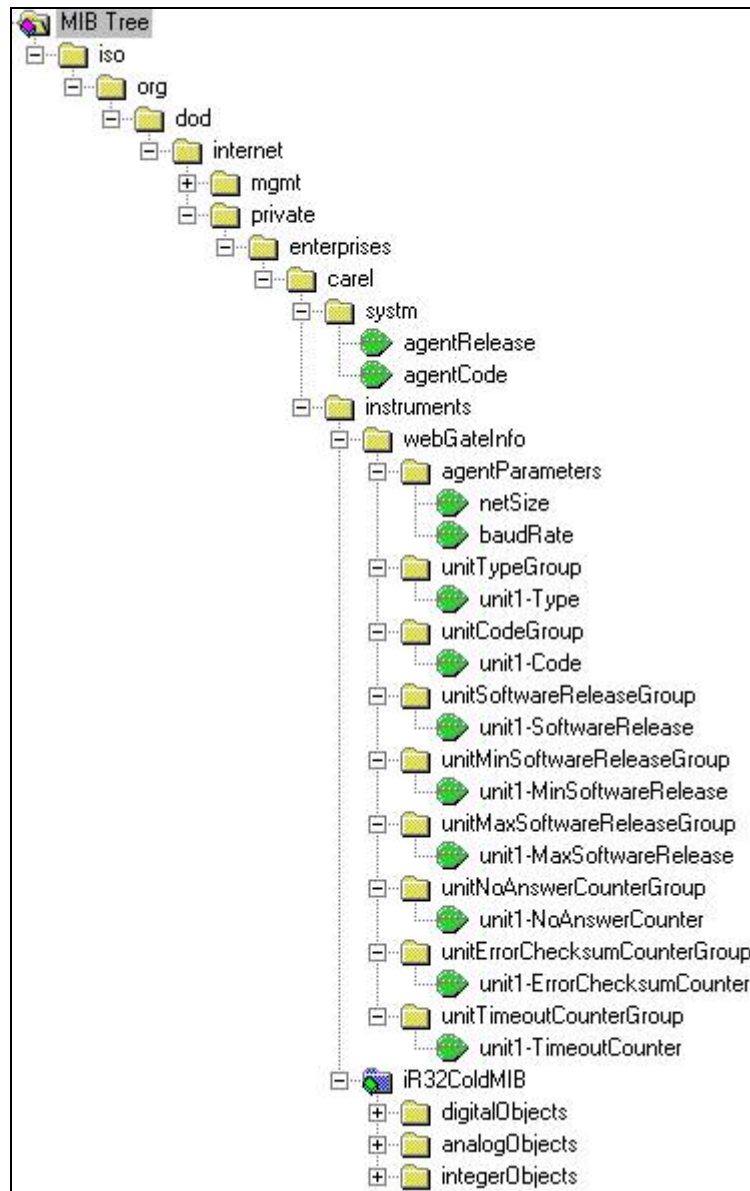 MIB Tree
iso
org
dod
internet
mgmt
private
enterprises
carel
systm
agentRelease
agentCode
instruments
webGateInfo
agentParameters
netSize
baudRate
unitTypeGroup
unit1-Type
unitCodeGroup
unit1-Code
unitSoftwareReleaseGroup
unit1-SoftwareRelease
unitMinSoftwareReleaseGroup
unit1-MinSoftwareRelease
unitMaxSoftwareReleaseGroup
unit1-MaxSoftwareRelease
unitNoAnswerCounterGroup
unit1-NoAnswerCounter
unitErrorChecksumCounterGroup
unit1-ErrorChecksumCounter
unitTimeoutCounterGroup
unit1-TimeoutCounter
iR32ColdMIB
digitalObjects
analogObjects
integerObjects